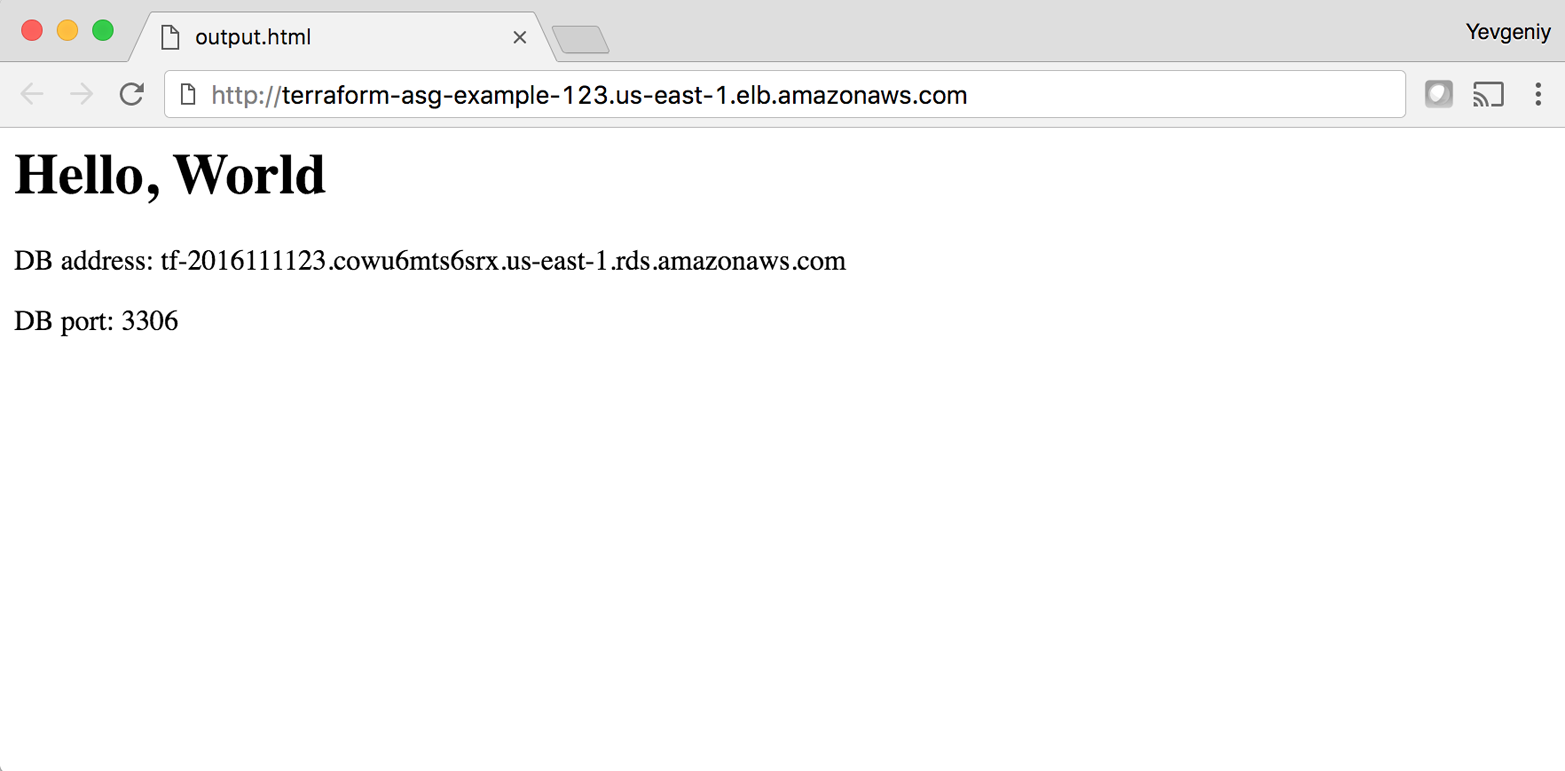 output.html
Yevgeniy
http://terraform-asg-example-123.us-east-1.elb.amazonaws.com
Hello, World
DB address: tf-2016111123.cowu6mts6srx.us-east-1.rds.amazonaws.com
DB port: 3306